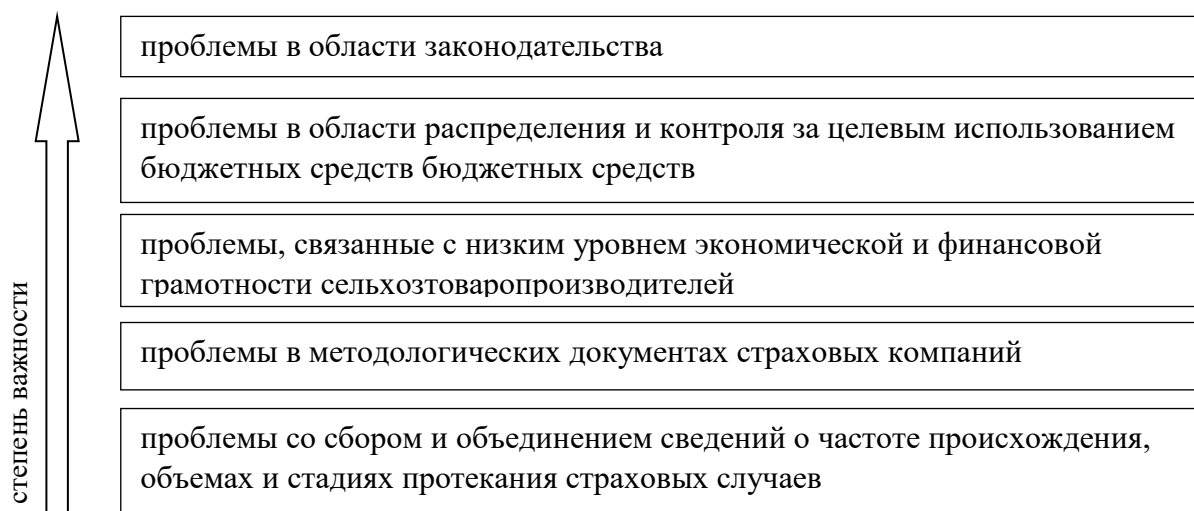 проблемы в области законодательства
проблемы в области распределения и контроля за целевым использованием
бюджетных средств бюджетных средств
проблемы, связанные с низким уровнем экономической и финансовой
грамотности сельхозтоваропроизводителей
проблемы в методологических документах страховых компаний
проблемы со сбором и объединением сведений о частоте происхождения,
объемах и стадиях протекания страховых случаев
степень важности